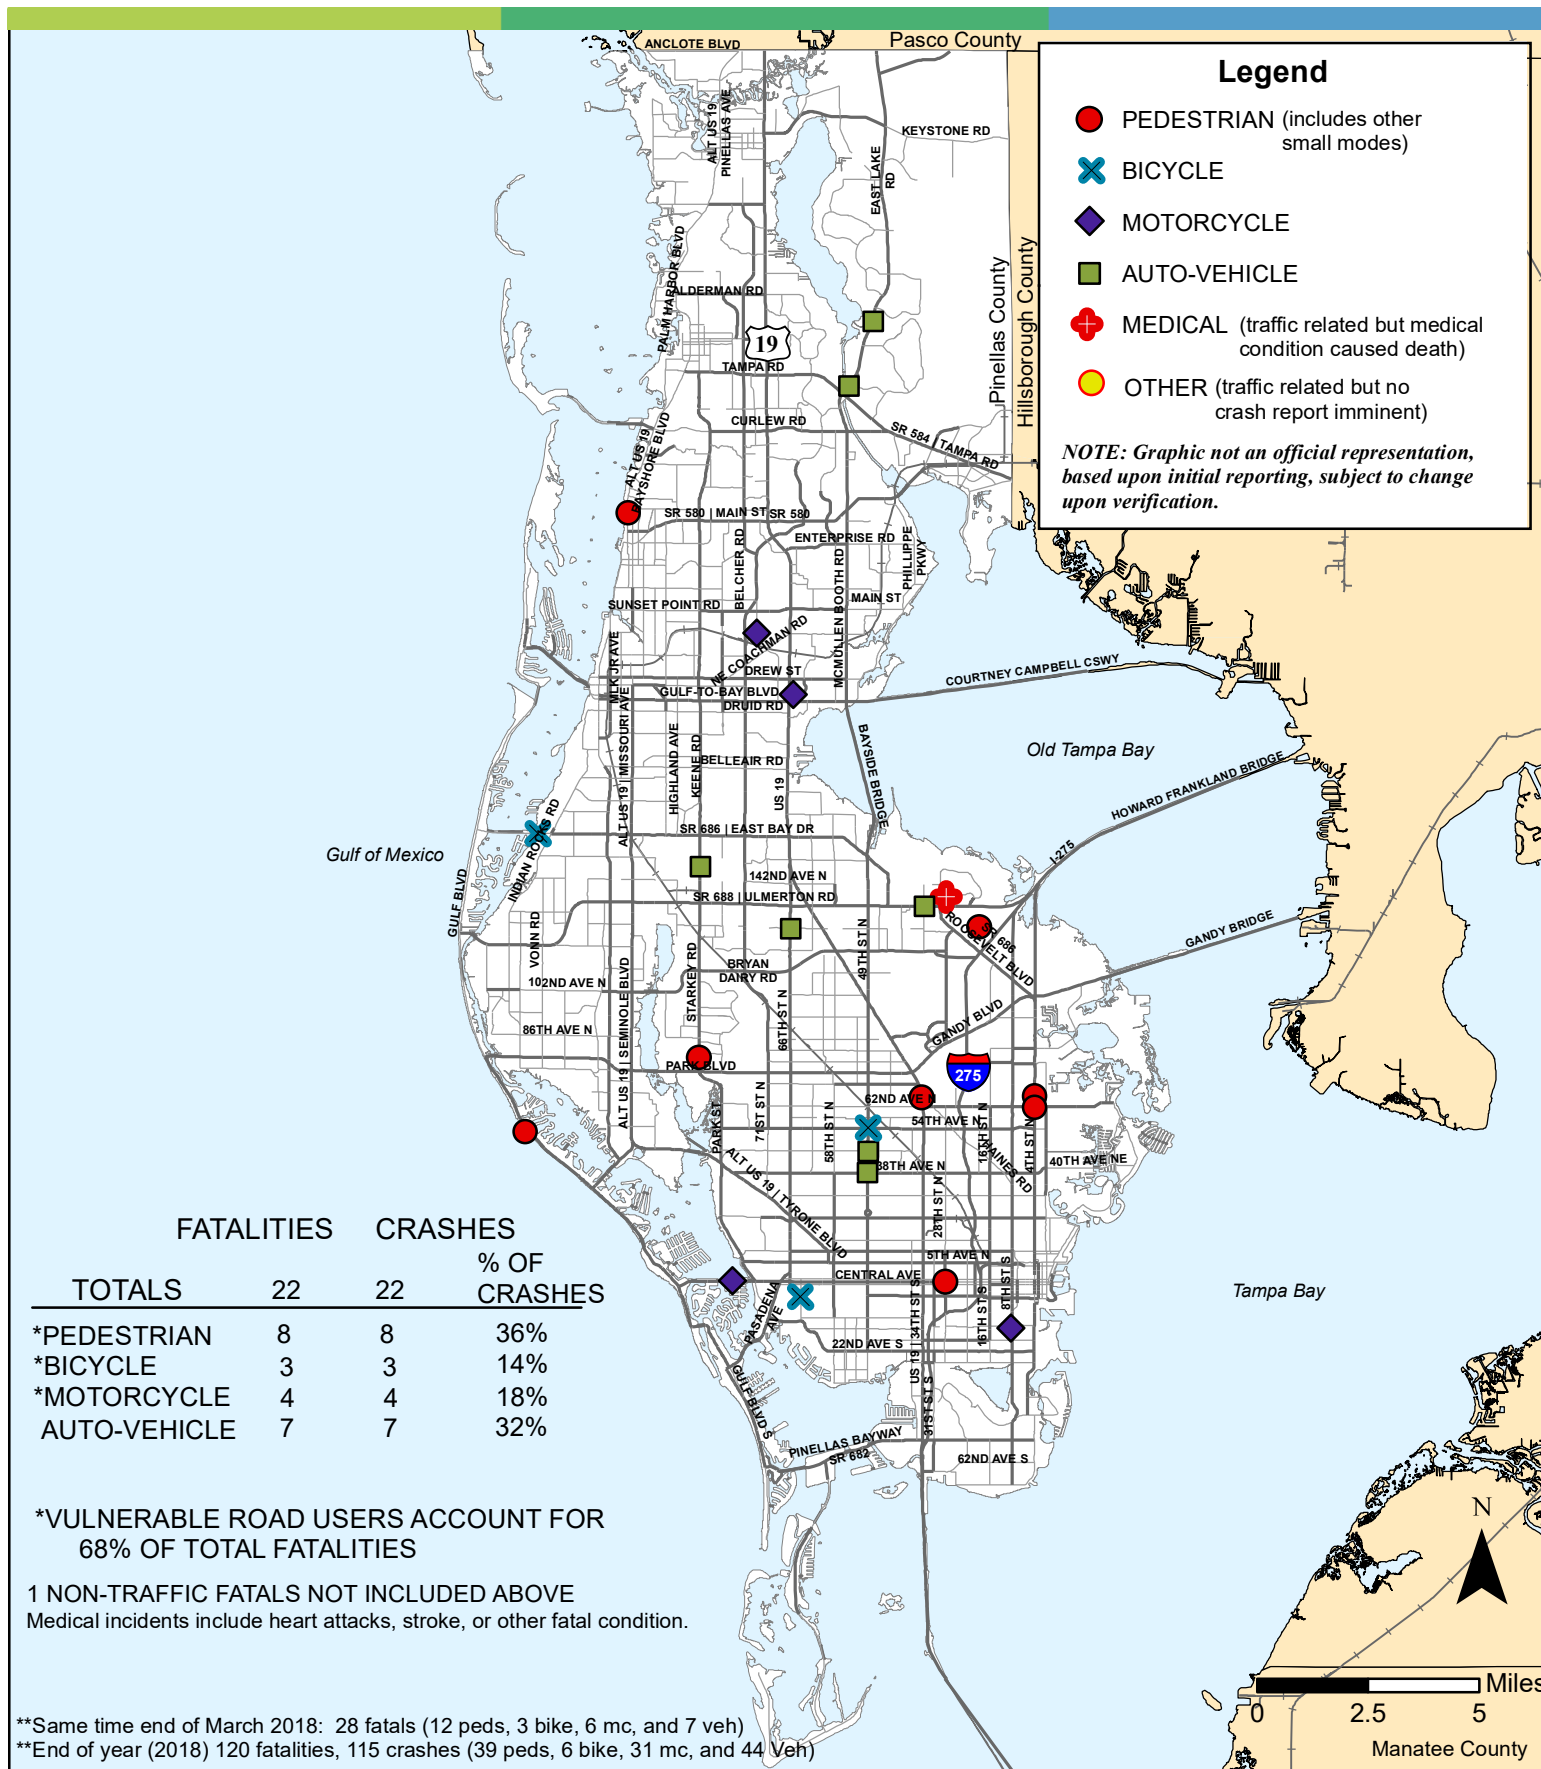 ANCLOTE BLVD
Pasco County
Legend
PEDESTRIAN (includes other
small modes)
BICYCLE
MOTORCYCLE
AUTO-VEHICLE
MEDICAL (traffic related but medical
condition caused death)
OTHER (traffic related but no
crash report imminent)
NOTE: Graphic not an official representation,
based upon initial reporting, subject to change
upon verification.
Pinellas County
Hillsborough County
ALT US 19
PINELLAS AVE
KEYSTONE RD
EAST LAKE
RD
PALM HARBOR BLVD
ALDERMAN RD
19
TAMPA RD
CURLEW RD
SR 584 | TAMPA RD
ALT US 19
BAYSHORE BLVD
SR 580 | MAIN ST
SR 580
ENTERPRISE RD
BELCHER RD
MCMULLEN BOOTH RD
PHILLIPPE
PKWY
MAIN ST
SUNSET POINT RD
NE COACHMAN RD
MLK JR AVE
DREW ST
GULF-TO-BAY BLVD
DRUID RD
COURTNEY CAMPBELL CSWY
ALT US 19 | MISSOURI AVE
HIGHLAND AVE
KEENE RD
BELLEAIR RD
US 19
BAYSIDE BRIDGE
Old Tampa Bay
HOWARD FRANKLAND BRIDGE
I-275
Gulf of Mexico
INDIAN ROCKS RD
SR 686 | EAST BAY DR
142ND AVE N
SR 688 | ULMERTON RD
GULF BLVD
VONN RD
STARKEY RD
49TH ST N
SR 686
ROOSEVELT BLVD
GANDY BRIDGE
BRYAN
DAIRY RD
102ND AVE N
86TH AVE N
ALT US 19 | SEMINOLE BLVD
66TH ST N
GANDY BLVD
PARK BLVD
275
62ND AVE N
54TH AVE N
PARK ST
71ST ST N
58TH ST N
16TH ST N
4TH ST N
HAINES RD
38TH AVE N
40TH AVE NE
ALT US 19 | TYRONE BLVD
28TH ST N
5TH AVE N
CENTRAL AVE
PASADENA
AVE
US 19 | 34TH ST S
16TH ST S
8TH ST S
22ND AVE S
31ST ST S
GULF BLVD S
PINELLAS BAYWAY
SR 682
62ND AVE S
Tampa Bay
FATALITIES CRASHES
% OF
TOTALS 22 22 CRASHES
*PEDESTRIAN 8 8 36%
*BICYCLE 3 3 14%
*MOTORCYCLE 4 4 18%
AUTO-VEHICLE 7 7 32%
*VULNERABLE ROAD USERS ACCOUNT FOR
68% OF TOTAL FATALITIES
1 NON-TRAFFIC FATALS NOT INCLUDED ABOVE
Medical incidents include heart attacks, stroke, or other fatal condition.
**Same time end of March 2018: 28 fatals (12 peds, 3 bike, 6 mc, and 7 veh)
**End of year (2018) 120 fatalities, 115 crashes (39 peds, 6 bike, 31 mc, and 44 Veh)
N
Miles
0 2.5 5
Manatee County